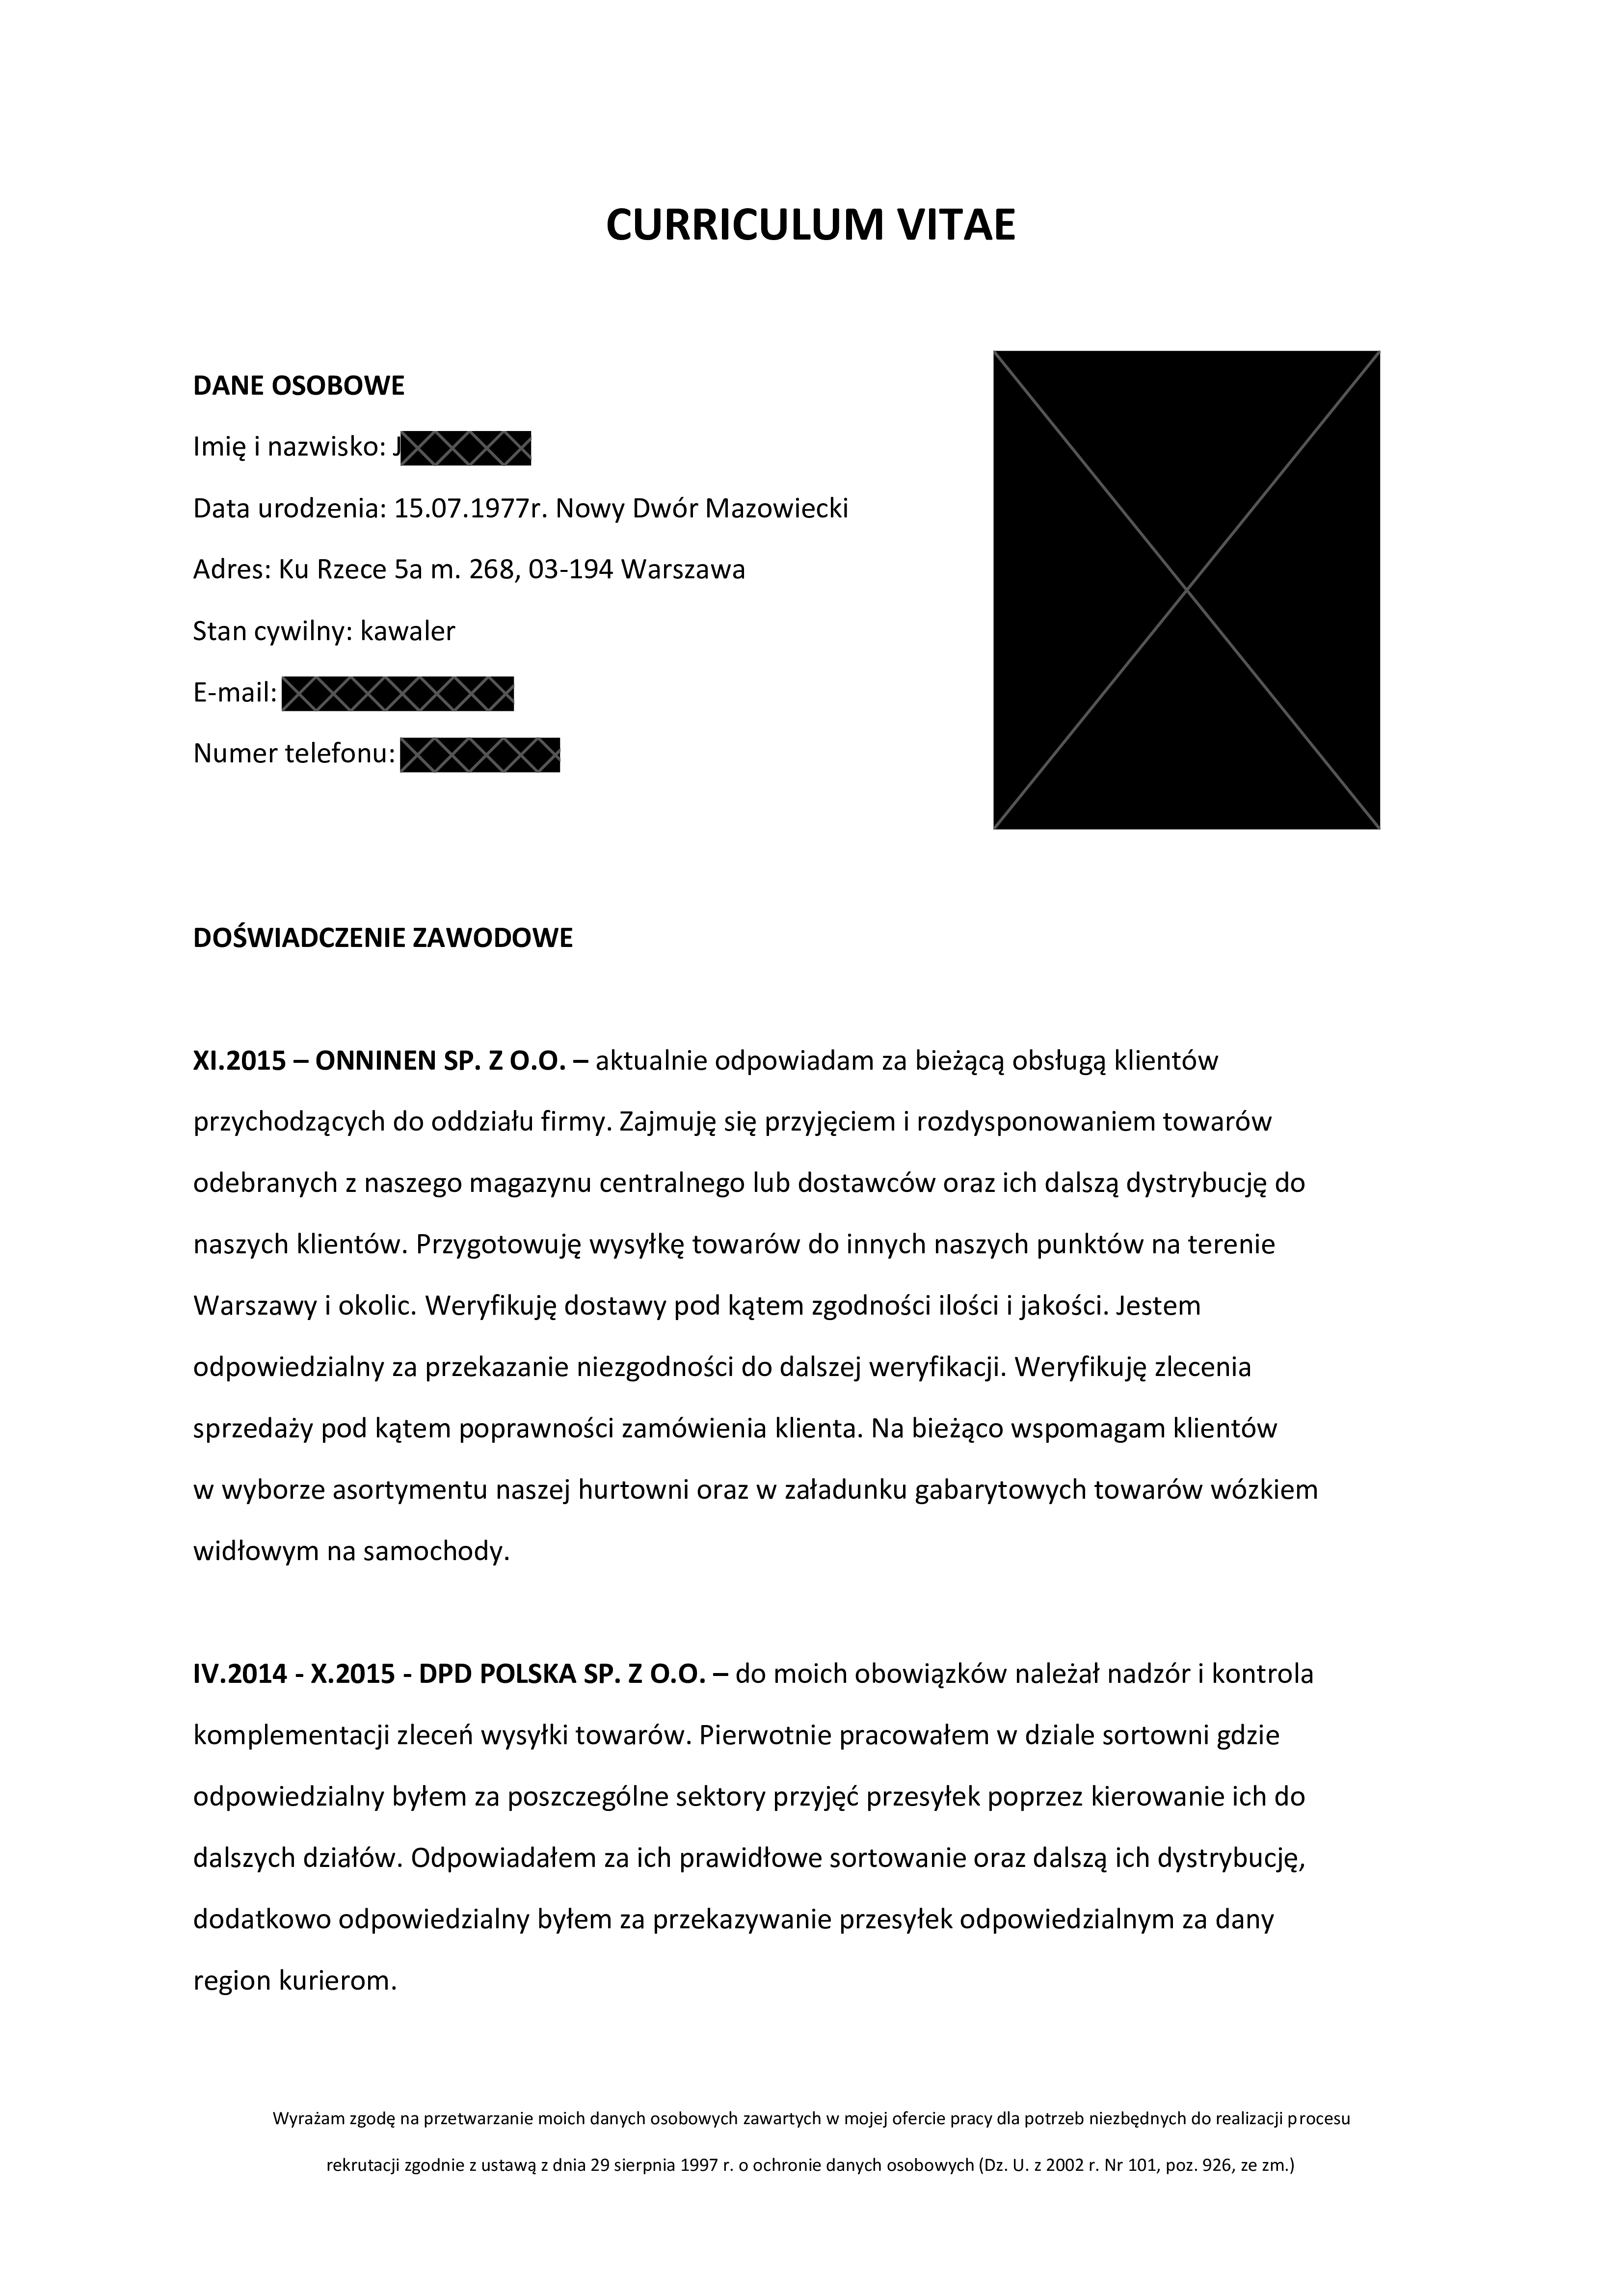 CURRICULUM VITAE
DANE OSOBOWE
Imię i nazwisko: J
Data urodzenia: 15.07.1977r. Nowy Dwór Mazowiecki
Adres: Ku Rzece 5a m. 268, 03-194 Warszawa
Stan cywilny: kawaler
E-mail:
Numer telefonu:
DOŚWIADCZENIE ZAWODOWE
XI.2015 – ONNINEN SP. Z O.O. – aktualnie odpowiadam za bieżącą obsługą klientów
przychodzących do oddziału firmy. Zajmuję się przyjęciem i rozdysponowaniem towarów
odebranych z naszego magazynu centralnego lub dostawców oraz ich dalszą dystrybucję do
naszych klientów. Przygotowuję wysyłkę towarów do innych naszych punktów na terenie
Warszawy i okolic. Weryfikuję dostawy pod kątem zgodności ilości i jakości. Jestem
odpowiedzialny za przekazanie niezgodności do dalszej weryfikacji. Weryfikuję zlecenia
sprzedaży pod kątem poprawności zamówienia klienta. Na bieżąco wspomagam klientów
w wyborze asortymentu naszej hurtowni oraz w załadunku gabarytowych towarów wózkiem
widłowym na samochody.
IV.2014 - X.2015 - DPD POLSKA SP. Z O.O. – do moich obowiązków należał nadzór i kontrola
komplementacji zleceń wysyłki towarów. Pierwotnie pracowałem w dziale sortowni gdzie
odpowiedzialny byłem za poszczególne sektory przyjęć przesyłek poprzez kierowanie ich do
dalszych działów. Odpowiadałem za ich prawidłowe sortowanie oraz dalszą ich dystrybucję,
dodatkowo odpowiedzialny byłem za przekazywanie przesyłek odpowiedzialnym za dany
region kurierom.
Wyrażam zgodę na przetwarzanie moich danych osobowych zawartych w mojej ofercie pracy dla potrzeb niezbędnych do realizacji procesu
rekrutacji zgodnie z ustawą z dnia 29 sierpnia 1997 r. o ochronie danych osobowych (Dz. U. z 2002 r. Nr 101, poz. 926, ze zm.)